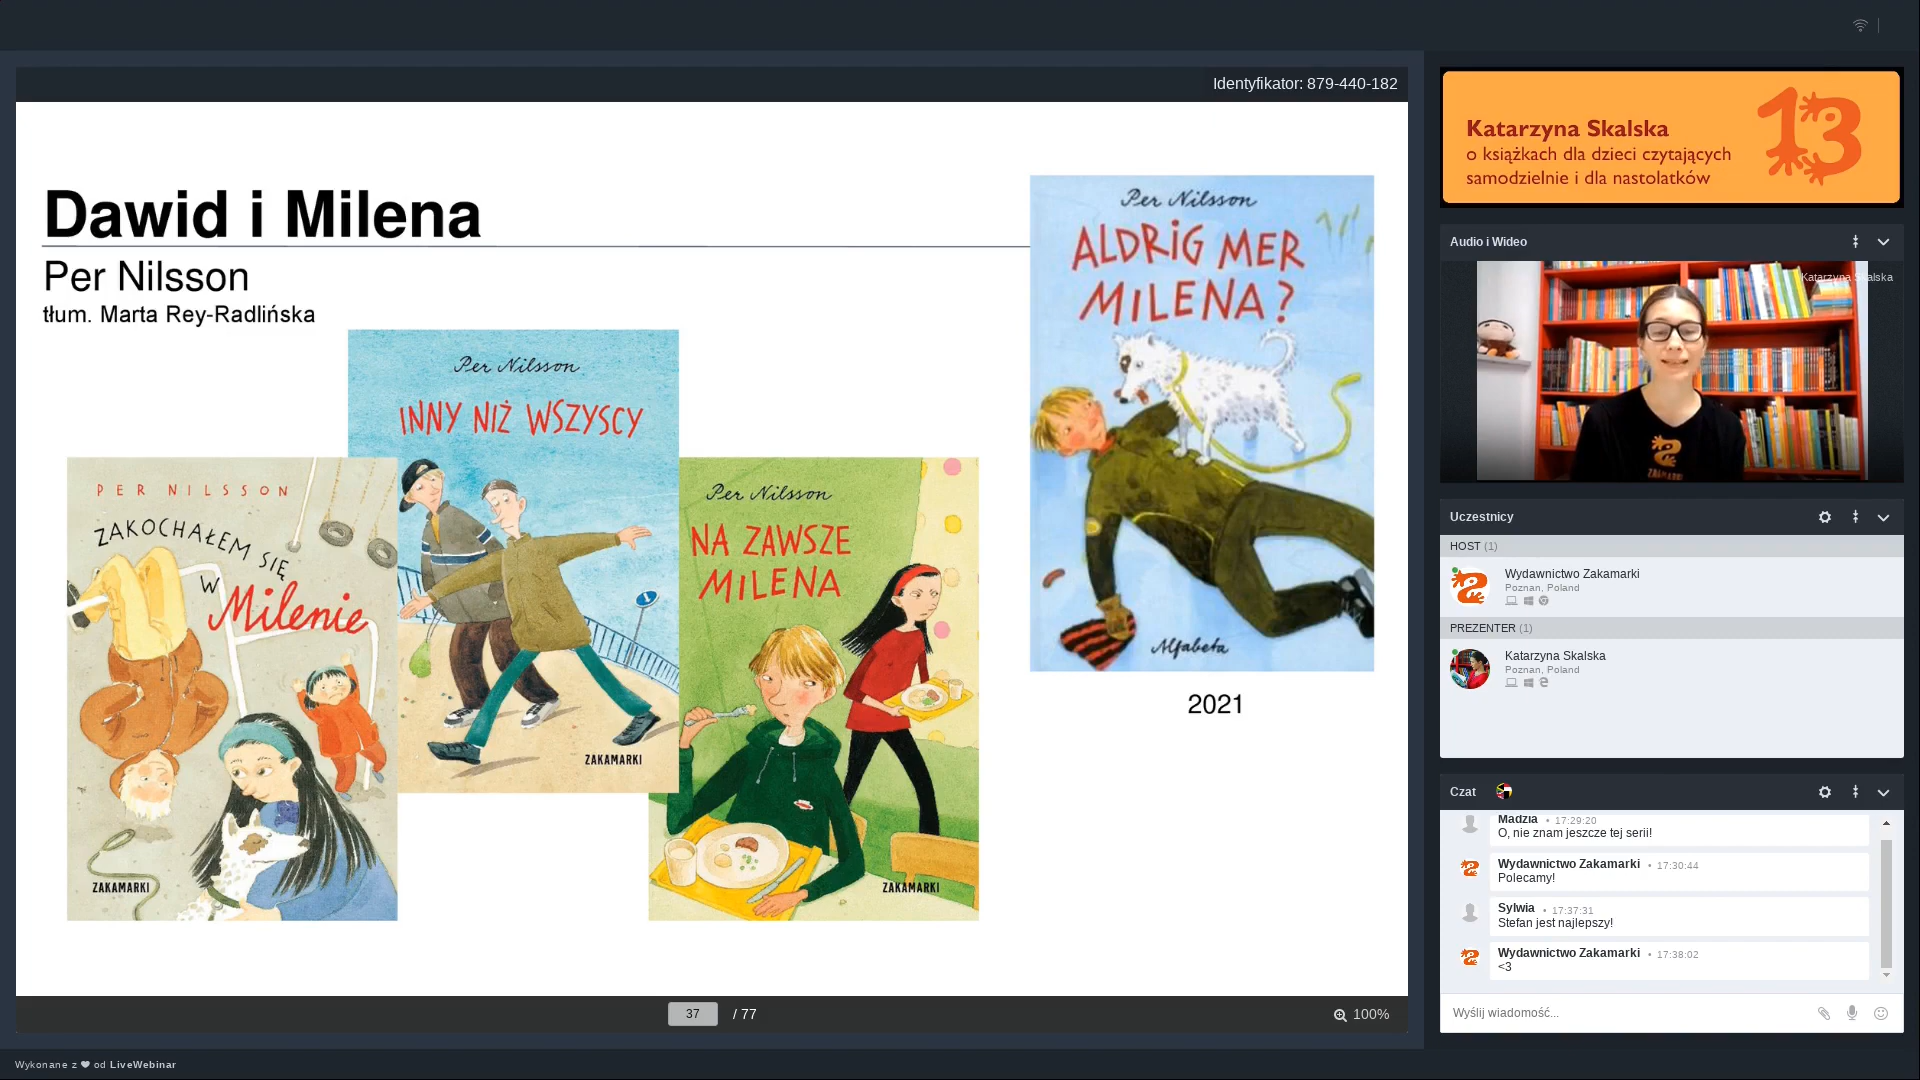 Identyfikator: 879-440-182
Dawid i Milena
Per Nilsson
tłum. Marta Rey-Radlińska
PER NILSSON
ZAKOCHAŁEM SIĘ
W Milenie
ZAKAMARKI
Per Nilsson
INNY NIŻ WSZYSCY
ZAKAMARKI
Per Nilsson
NA ZAWSZE
MILENA
ZAKAMARKI
Per Nilsson
ALDRIG MER
MILENA?
Alfabeta
2021
37 / 77
100%
Wykonane z od LiveWebinar
13
Katarzyna Skalska
o książkach dla dzieci czytających
samodzielnie i dla nastolatków
Audio i Wideo
Katarzyna Skalska
ZAKAMARKI
Uczestnicy
HOST (1)
Wydawnictwo Zakamarki
Poznan, Poland
PREZENTER (1)
Katarzyna Skalska
Poznan, Poland
Czat
Madzia • 17:29:20
O, nie znam jeszcze tej serii!
Wydawnictwo Zakamarki • 17:30:44
Polecamy!
Sylwia • 17:37:31
Stefan jest najlepszy!
Wydawnictwo Zakamarki • 17:38:02
<3
Wyślij wiadomość...